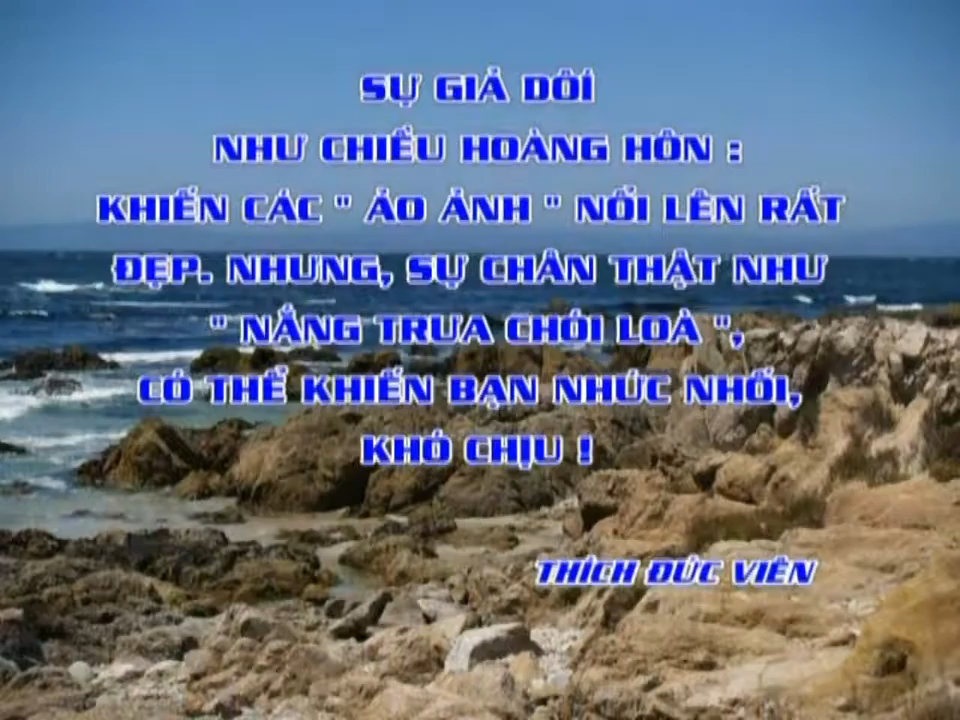 SỰ GIẢ DỐI
NHƯ CHIỀU HOÀNG HÔN :
KHIẾN CÁC " ẢO ẢNH " NỔI LÊN RẤT
ĐẸP. NHƯNG, SỰ CHÂN THẬT NHƯ
" NẮNG TRƯA CHÓI LOÀ ",
CÓ THỂ KHIẾN BẠN NHỨC NHỐI,
KHÓ CHỊU !
THÍCH ĐỨC VIÊN